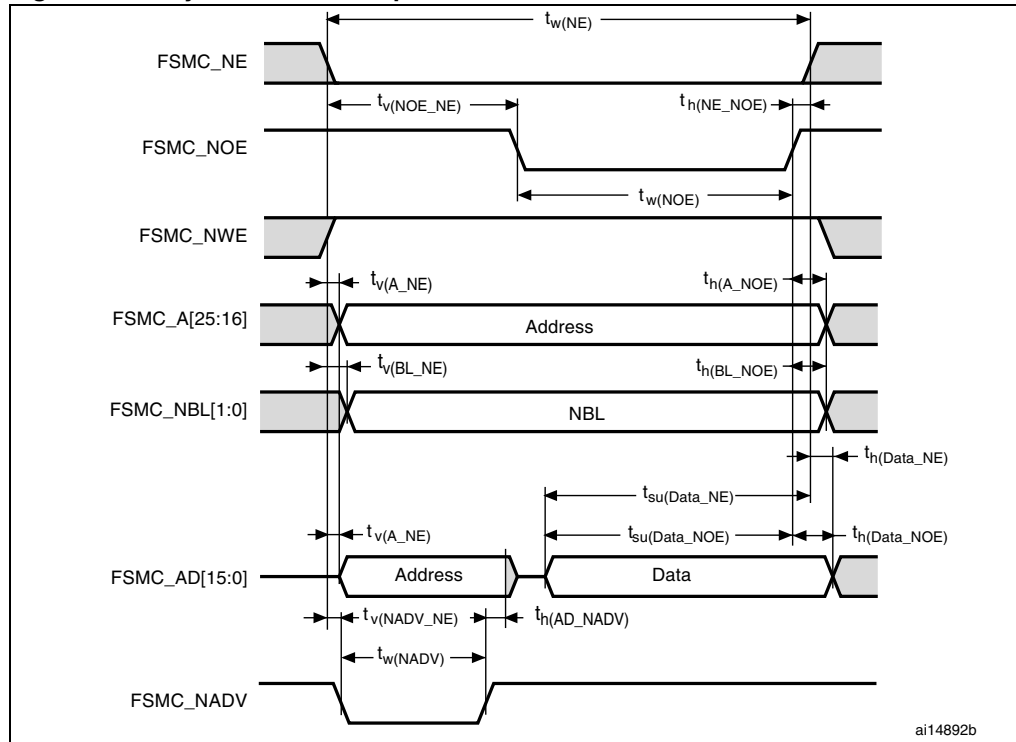 tw(NE)
FSMC_NE
tv(NOE_NE)
th(NE_NOE)
FSMC_NOE
tw(NOE)
FSMC_NWE
tv(A_NE)
th(A_NOE)
FSMC_A[25:16]
Address
tv(BL_NE)
th(BL_NOE)
FSMC_NBL[1:0]
NBL
th(Data_NE)
tsu(Data_NE)
tv(A_NE)
tsu(Data_NOE)
th(Data_NOE)
FSMC_AD[15:0]
Address
Data
tv(NADV_NE)
th(AD_NADV)
tw(NADV)
FSMC_NADV
ai14892b